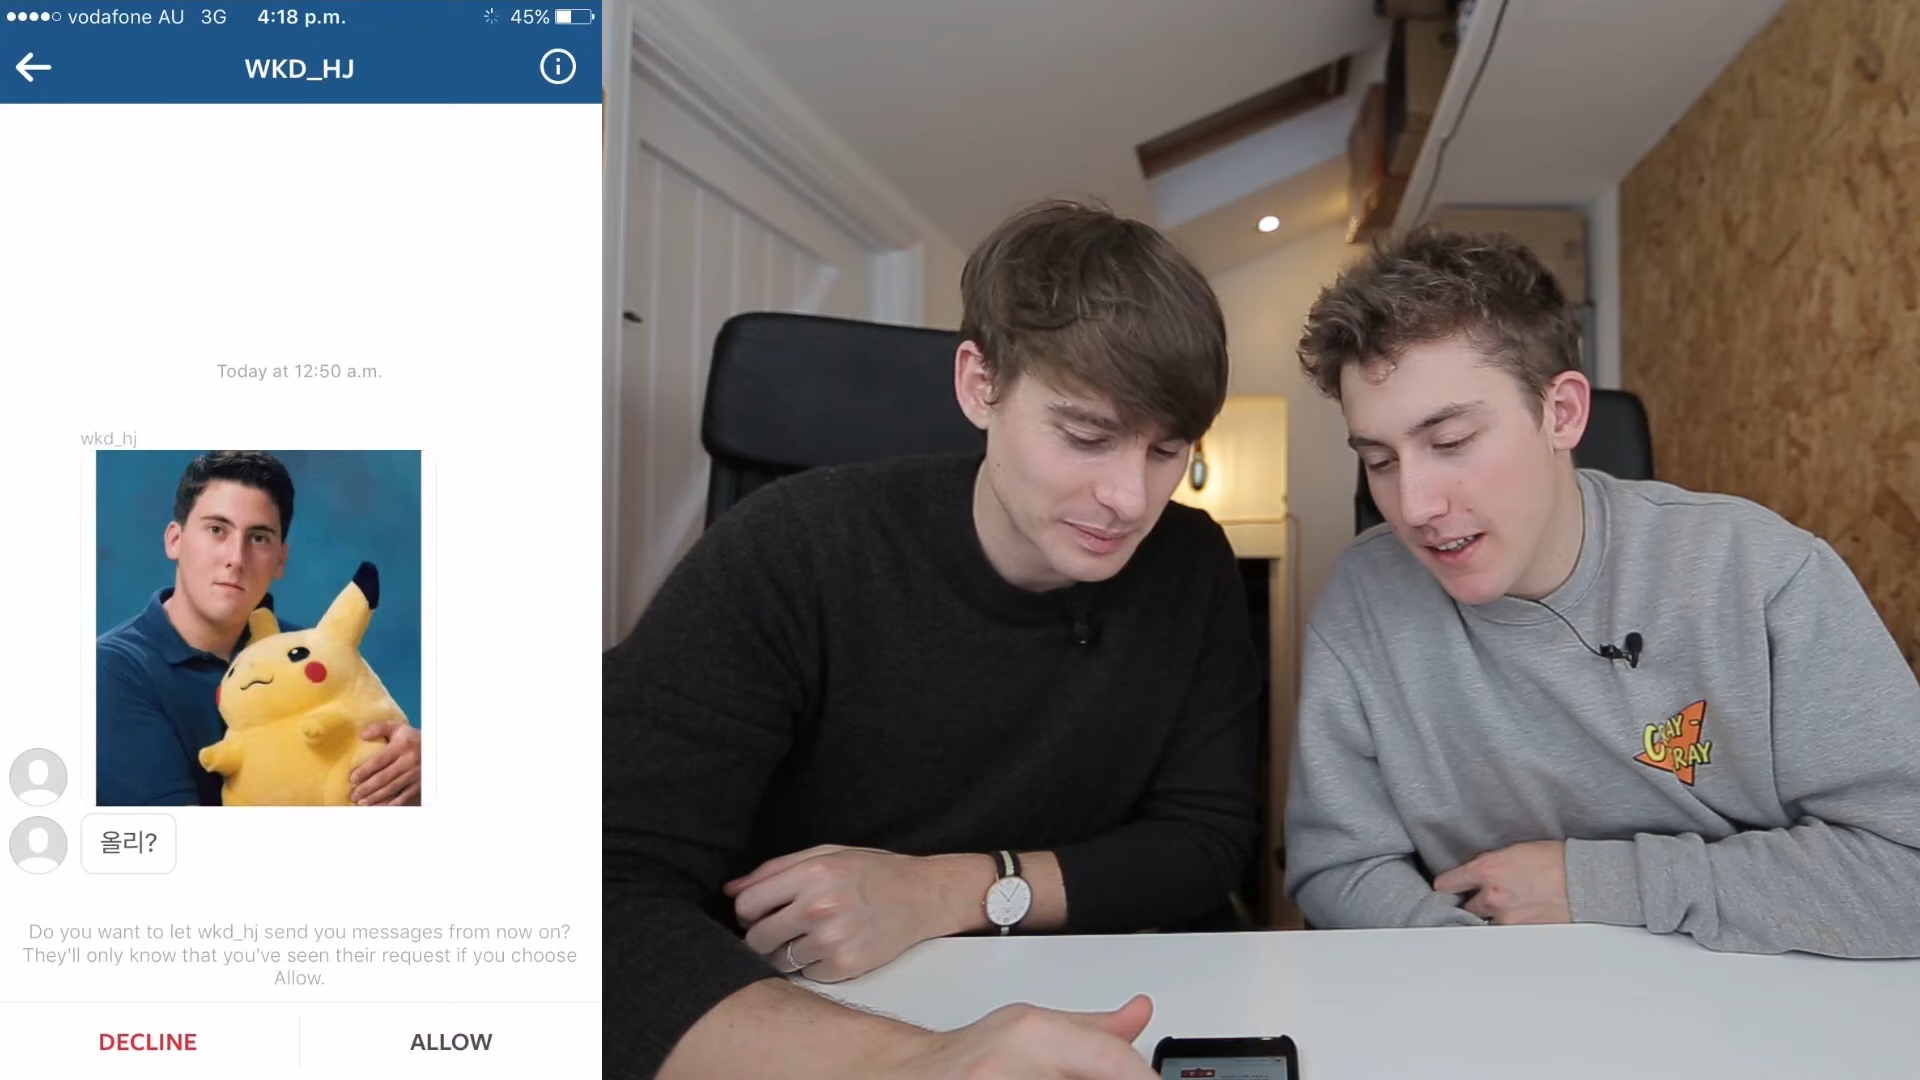 vodafone AU 3G 4:18 p.m. 45%
WKD_HJ
Today at 12:50 a.m.
wkd_hj
올리?
Do you want to let wkd_hj send you messages from now on?
They'll only know that you've seen their request if you choose
Allow.
DECLINE
ALLOW
CRAY-
CRAY